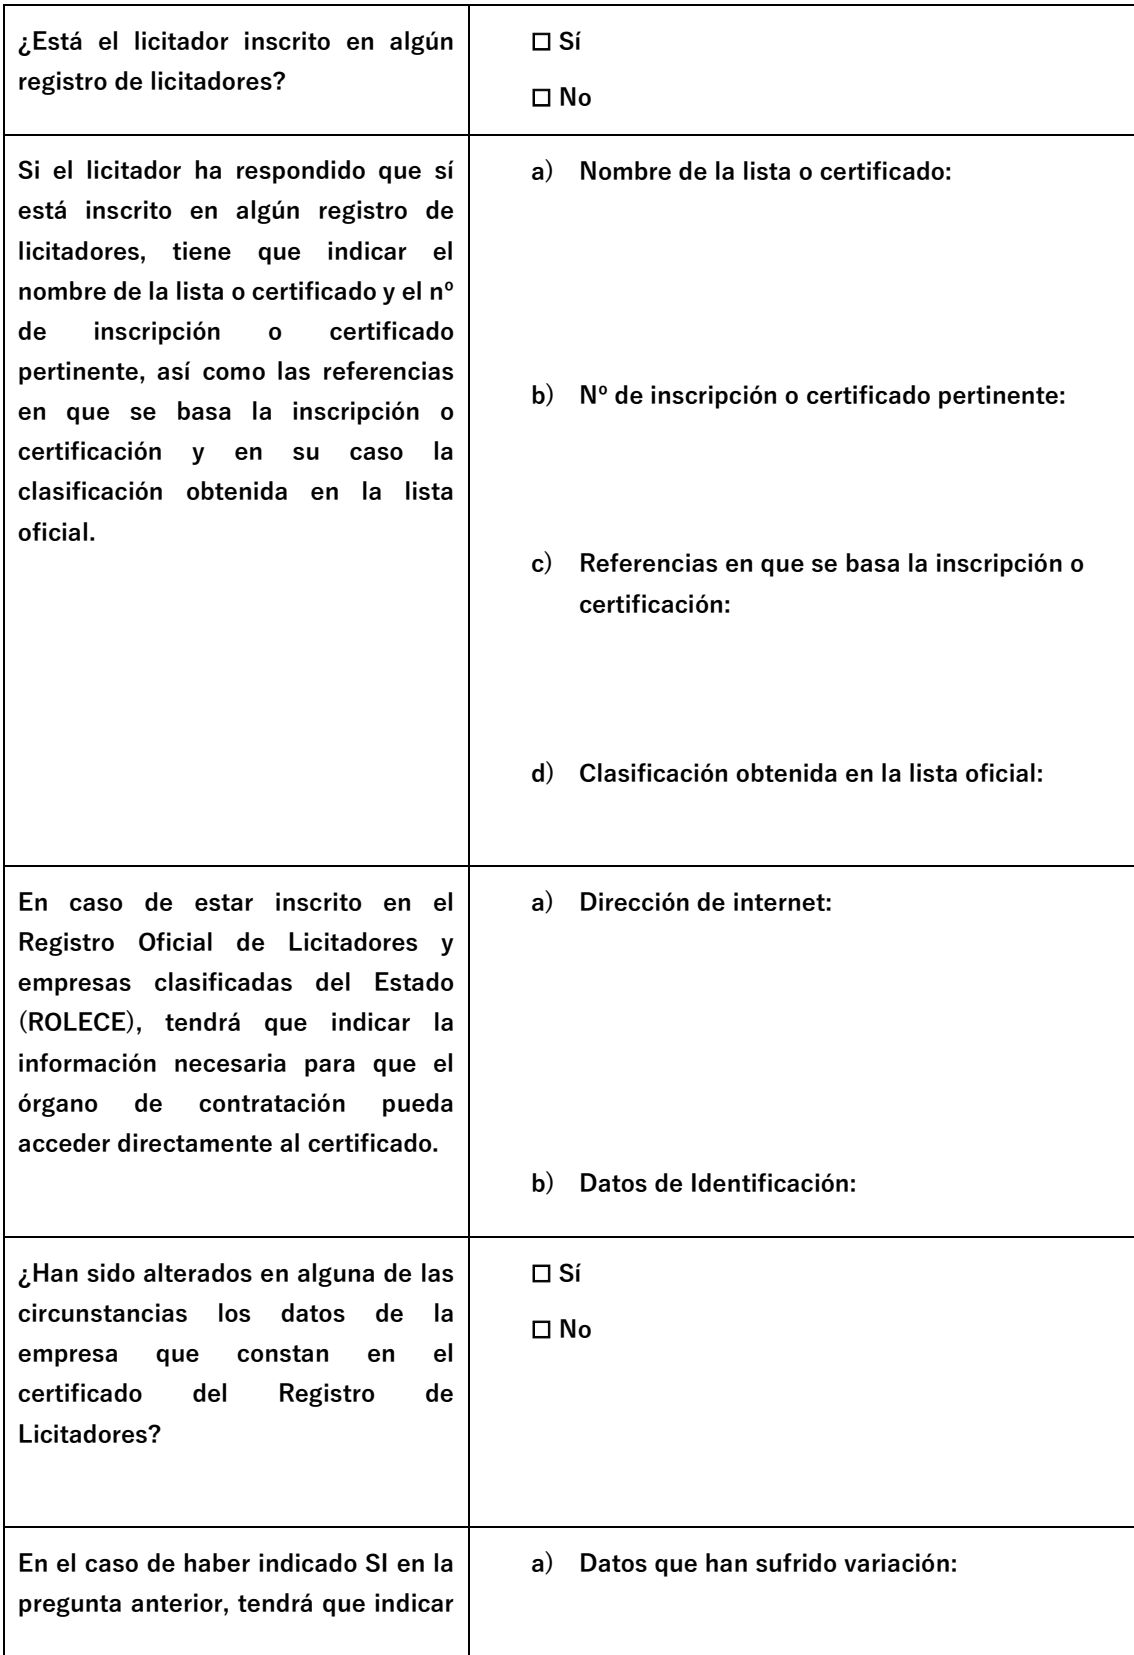 ¿Está el licitador inscrito en algún
registro de licitadores?
☐ Sí
☐ No
Si el licitador ha respondido que sí
está inscrito en algún registro de
licitadores, tiene que indicar el
nombre de la lista o certificado y el nº
de inscripción o certificado
pertinente, así como las referencias
en que se basa la inscripción o
certificación y en su caso la
clasificación obtenida en la lista
oficial.
a) Nombre de la lista o certificado:
b) Nº de inscripción o certificado pertinente:
c) Referencias en que se basa la inscripción o
certificación:
d) Clasificación obtenida en la lista oficial:
En caso de estar inscrito en el
Registro Oficial de Licitadores y
empresas clasificadas del Estado
(ROLECE), tendrá que indicar la
información necesaria para que el
órgano de contratación pueda
acceder directamente al certificado.
a) Dirección de internet:
b) Datos de Identificación:
¿Han sido alterados en alguna de las
circunstancias los datos de la
empresa que constan en el
certificado del Registro de
Licitadores?
☐ Sí
☐ No
En el caso de haber indicado SI en la
pregunta anterior, tendrá que indicar
a) Datos que han sufrido variación: